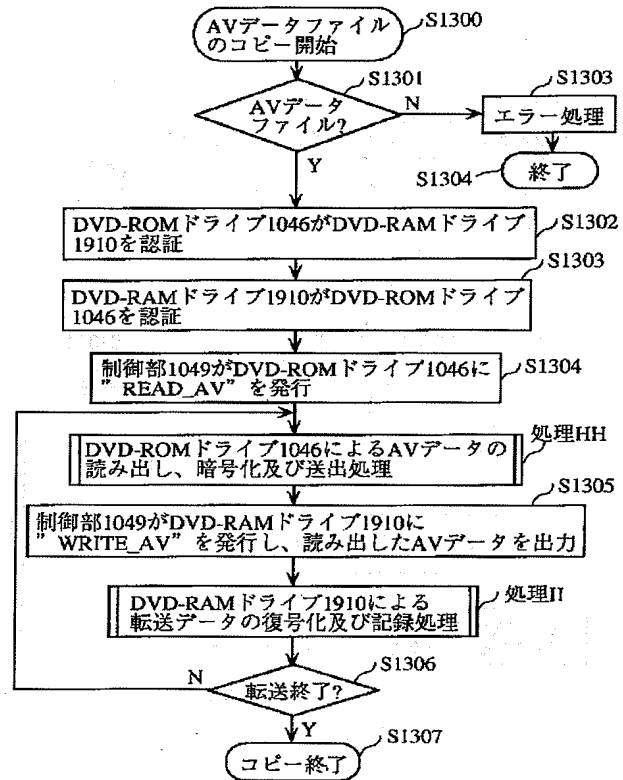 AVデータファイル
のコピー開始
S1300
S1301
AVデータ
ファイル?
N
S1303
エラー処理
Y
S1304
終了
DVD-ROMドライブ1046がDVD-RAMドライブ
1910を認証
S1302
S1303
DVD-RAMドライブ1910がDVD-ROMドライブ
1046を認証
制御部1049がDVD-ROMドライブ1046に
”READ_AV”を発行
S1304
処理HH
DVD-ROMドライブ1046によるAVデータの
読み出し、暗号化及び送出処理
S1305
制御部1049がDVD-RAMドライブ1910に
”WRITE_AV”を発行し、読み出したAVデータを出力
処理II
DVD-RAMドライブ1910による
転送データの復号化及び記録処理
N
S1306
転送終了?
Y
S1307
コピー終了